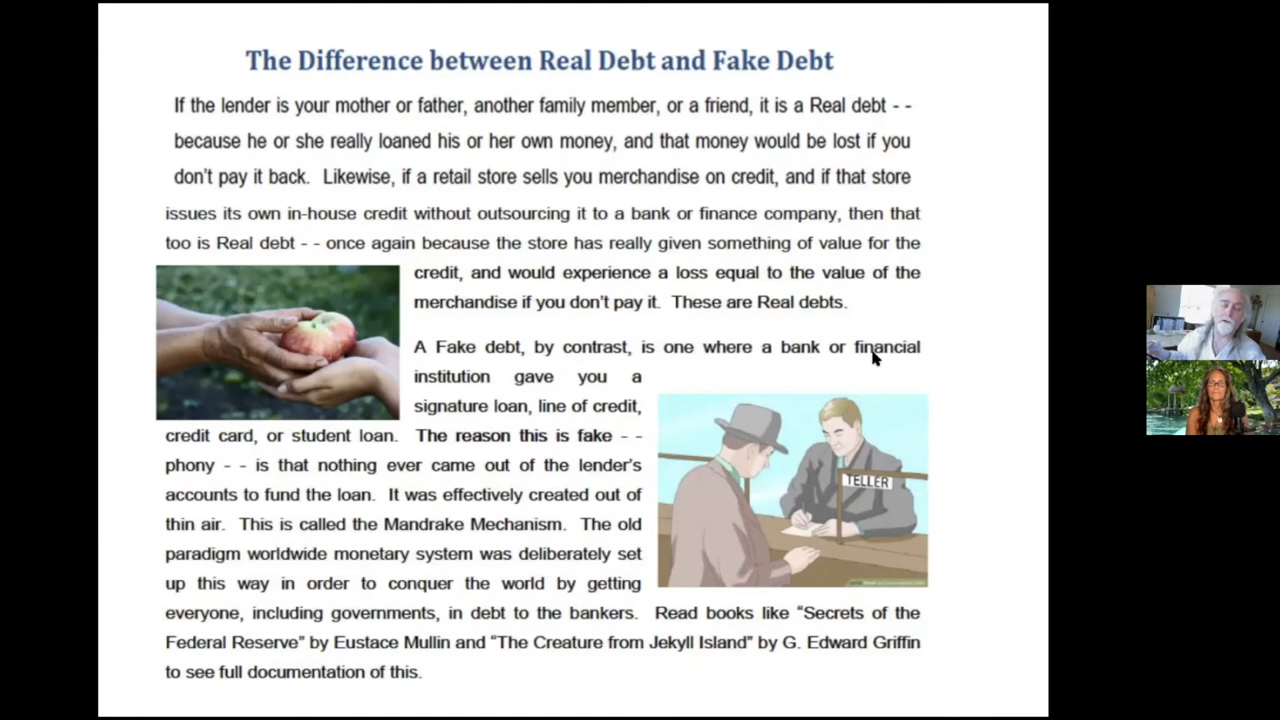 The Difference between Real Debt and Fake Debt
If the lender is your mother or father, another family member, or a friend, it is a Real debt - -
because he or she really loaned his or her own money, and that money would be lost if you
don't pay it back. Likewise, if a retail store sells you merchandise on credit, and if that store
issues its own in-house credit without outsourcing it to a bank or finance company, then that
too is Real debt - - once again because the store has really given something of value for the
credit, and would experience a loss equal to the value of the
merchandise if you don't pay it. These are Real debts.
A Fake debt, by contrast, is one where a bank or financial
institution gave you a
signature loan, line of credit,
credit card, or student loan. The reason this is fake - -
phony - - is that nothing ever came out of the lender's
accounts to fund the loan. It was effectively created out of
thin air. This is called the Mandrake Mechanism. The old
paradigm worldwide monetary system was deliberately set
up this way in order to conquer the world by getting
everyone, including governments, in debt to the bankers. Read books like "Secrets of the
Federal Reserve" by Eustace Mullin and "The Creature from Jekyll Island" by G. Edward Griffin
to see full documentation of this.
TELLER